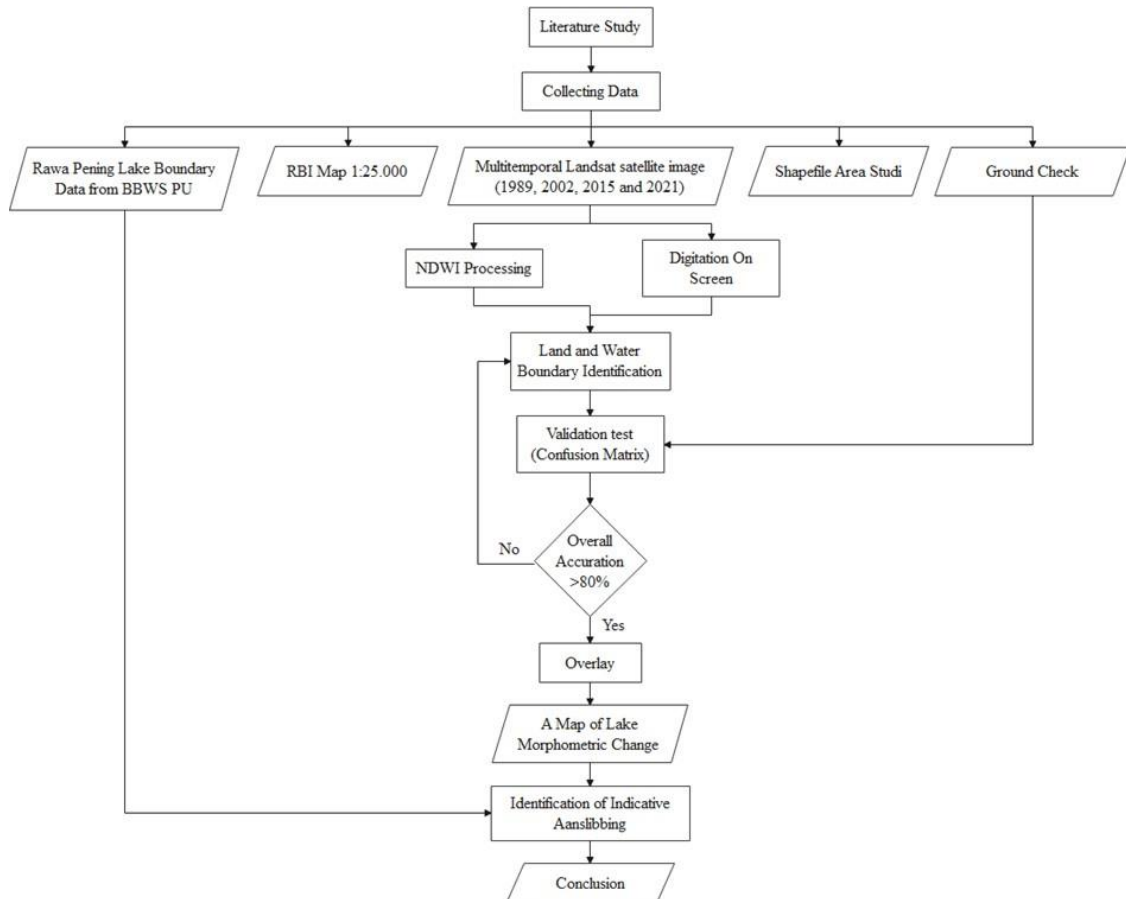 Literature Study
Collecting Data
Rawa Pening Lake Boundary
Data from BBWS PU
RBI Map 1:25.000
Multitemporal Landsat satellite image
(1989, 2002, 2015 and 2021)
Shapefile Area Studi
Ground Check
NDWI Processing
Digitation On
Screen
Land and Water
Boundary Identification
Validation test
(Confusion Matrix)
No
Overall
Accuration
>80%
Yes
Overlay
A Map of Lake
Morphometric Change
Identification of Indicative
Aanslibbing
Conclusion